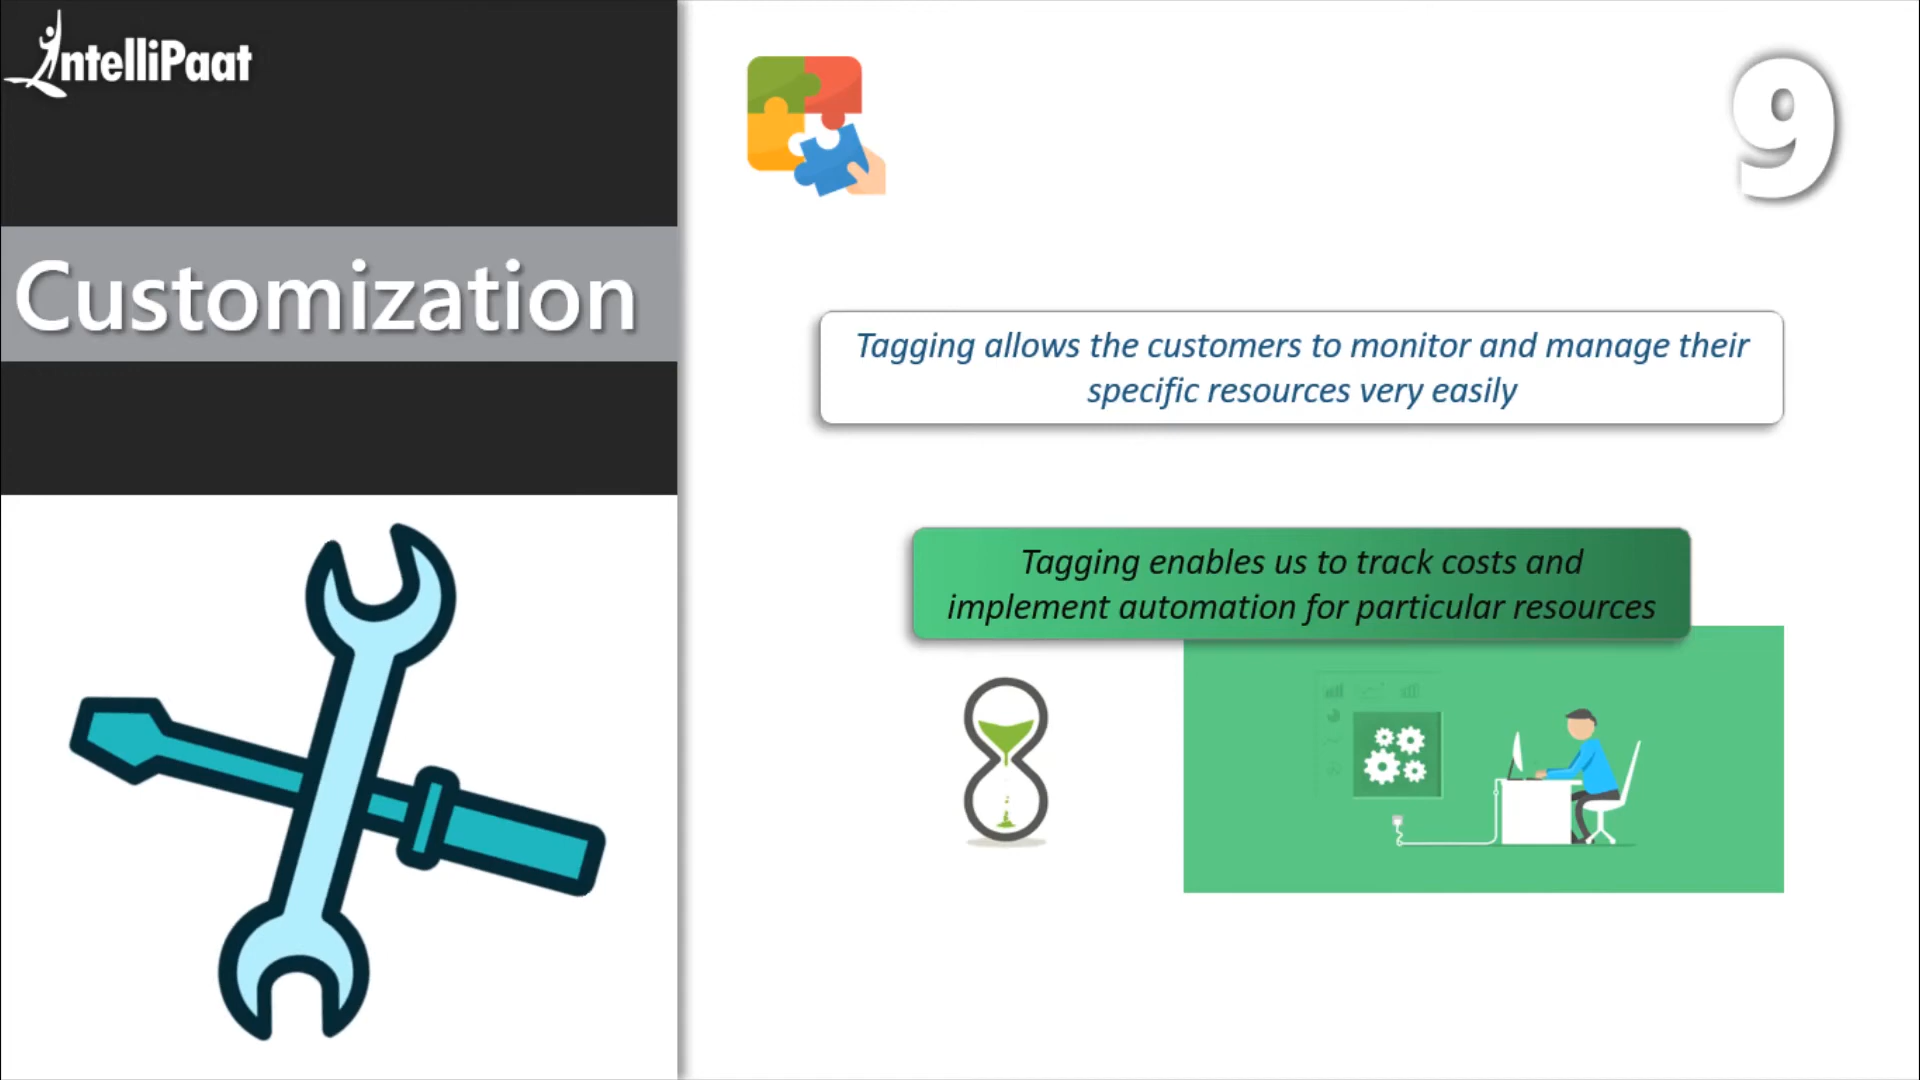 IntelliPaat
9
Customization
Tagging allows the customers to monitor and manage their
specific resources very easily
Tagging enables us to track costs and
implement automation for particular resources